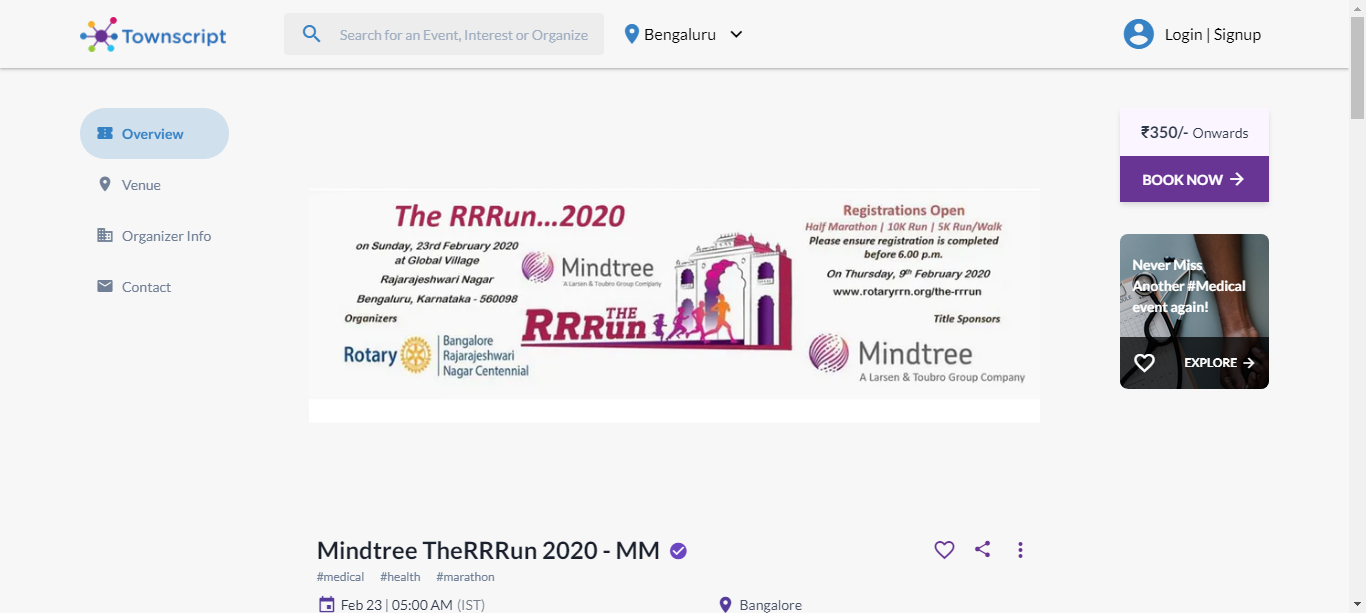 Townscript
Search for an Event, Interest or Organize
Bengaluru
Login | Signup
Overview
Venue
Organizer Info
Contact
The RRRun...2020
on Sunday, 23rd February 2020
at Global Village
Rajarajeshwari Nagar
Bengaluru, Karnataka - 560098
Organizers
Rotary
Bangalore
Rajarajeshwari
Nagar Centennial
Mindtree
A Larsen & Toubro Group Company
THE
RRRun
Registrations Open
Half Marathon | 10K Run | 5K Run/Walk
Please ensure registration is completed
before 6.00 p.m.
On Thursday, 9th February 2020
www.rotaryrrn.org/the-rrrun
Title Sponsors
Mindtree
A Larsen & Toubro Group Company
₹350/- Onwards
BOOK NOW
Never Miss
Another #Medical
event again!
EXPLORE
Mindtree TheRRRun 2020 - MM
#medical #health #marathon
Feb 23 | 05:00 AM (IST)
Bangalore